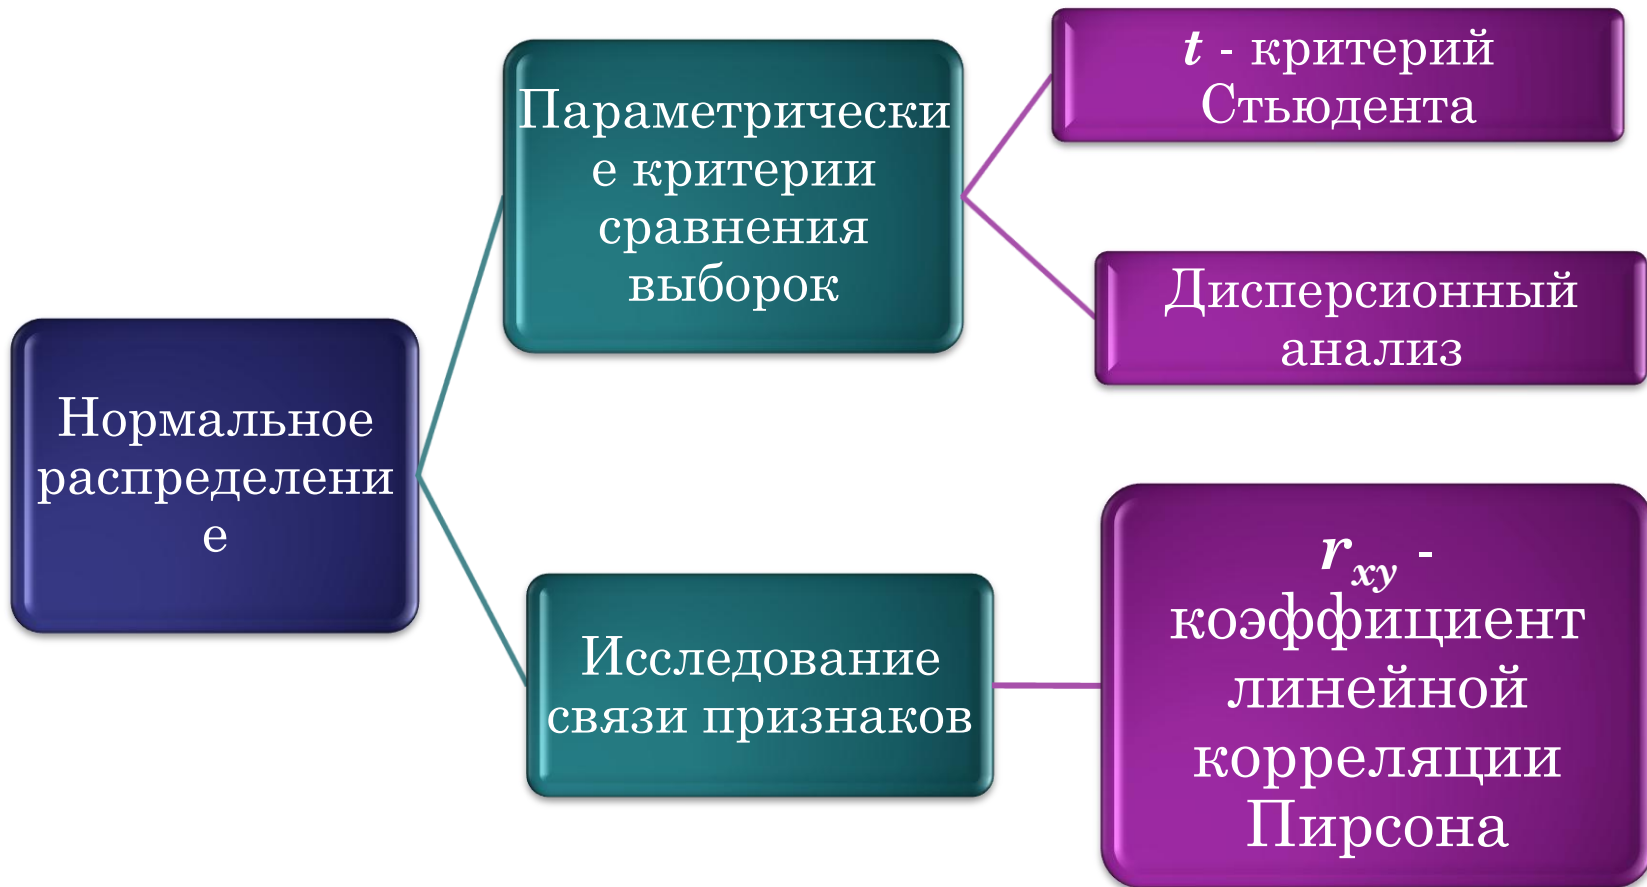 Нормальное
распределени
е
Параметрически
е критерии
сравнения
выборок
t - критерий
Стьюдента
Дисперсионный
анализ
Исследование
связи признаков
rxy -
коэффициент
линейной
корреляции
Пирсона